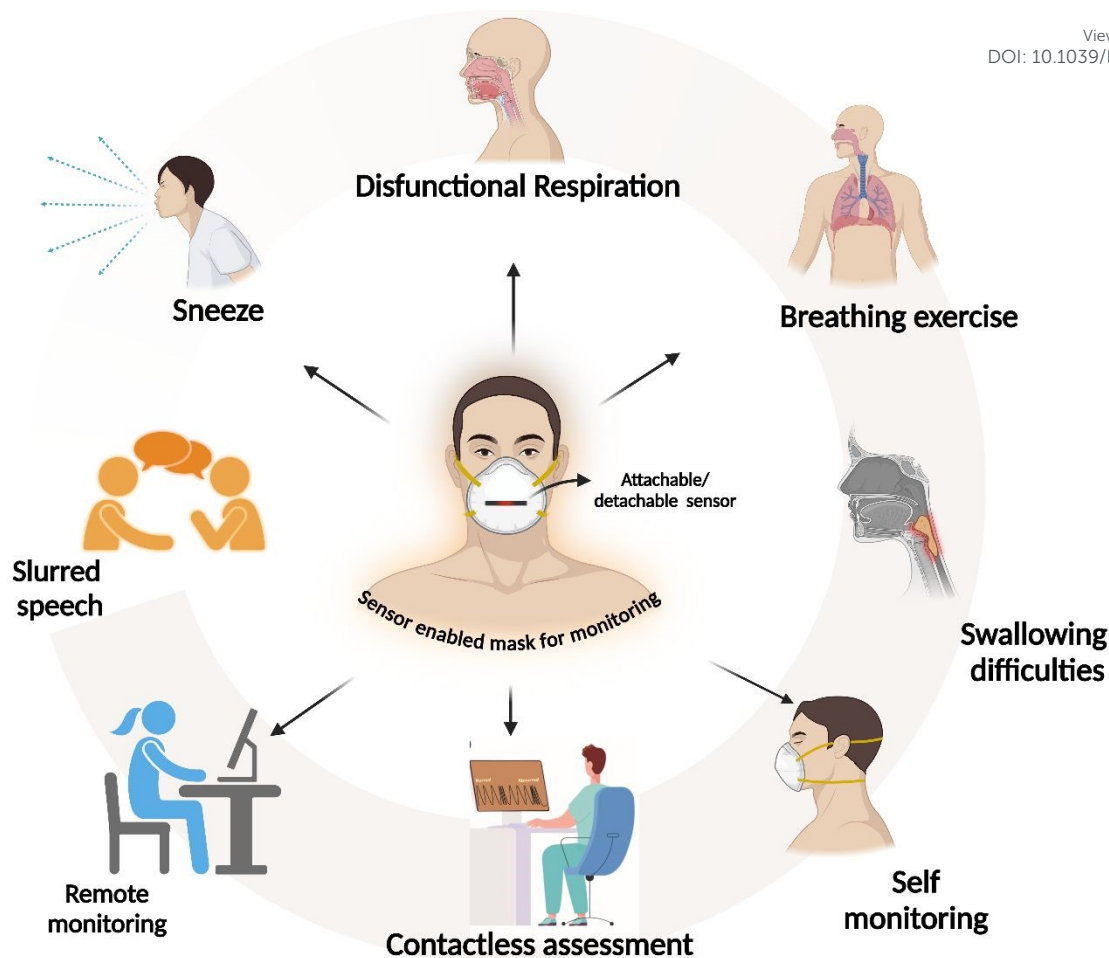 View
DOI: 10.1039/
Disfunctional Respiration
Sneeze
Breathing exercise
Attachable/
detachable sensor
Slurred
speech
Sensor enabled mask for monitoring
Swallowing
difficulties
Remote
monitoring
Contactless assessment
Self
monitoring